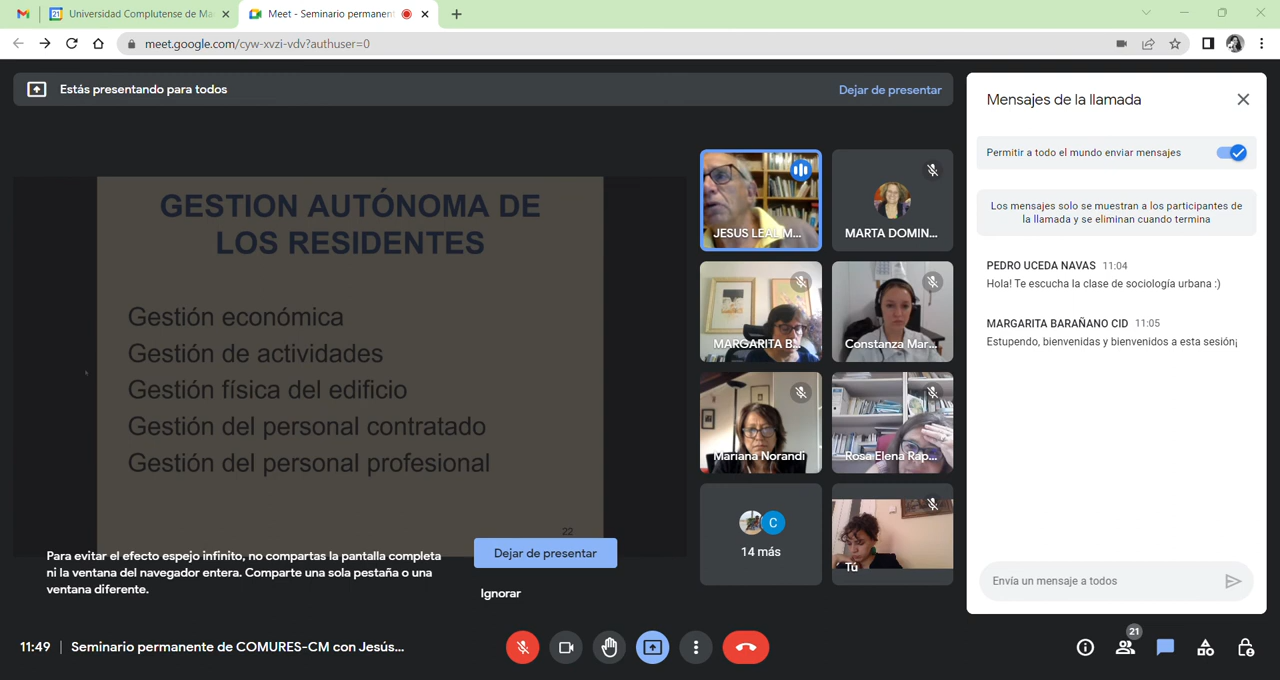 Universidad Complutense de Ma
Meet - Seminario permanent
meet.google.com/cyw-xvzi-vdv?authuser=0
Estás presentando para todos
Dejar de presentar
GESTION AUTÓNOMA DE
LOS RESIDENTES
Gestión económica
Gestión de actividades
Gestión física del edificio
Gestión del personal contratado
Gestión del personal profesional
22
Para evitar el efecto espejo infinito, no compartas la pantalla completa
ni la ventana del navegador entera. Comparte una sola pestaña o una
ventana diferente.
Dejar de presentar
Ignorar
JESUS LEAL M...
MARTA DOMIN...
MARGARITA B...
Constanza Mar...
Mariana Norandi
Rosa Elena Rap...
C
14 más
Tú
Mensajes de la llamada
Permitir a todo el mundo enviar mensajes
Los mensajes solo se muestran a los participantes de
la llamada y se eliminan cuando termina
PEDRO UCEDA NAVAS 11:04
Hola! Te escucha la clase de sociología urbana :)
MARGARITA BARAÑANO CID 11:05
Estupendo, bienvenidas y bienvenidos a esta sesión¡
Envía un mensaje a todos
11:49 | Seminario permanente de COMURES-CM con Jesús...
21